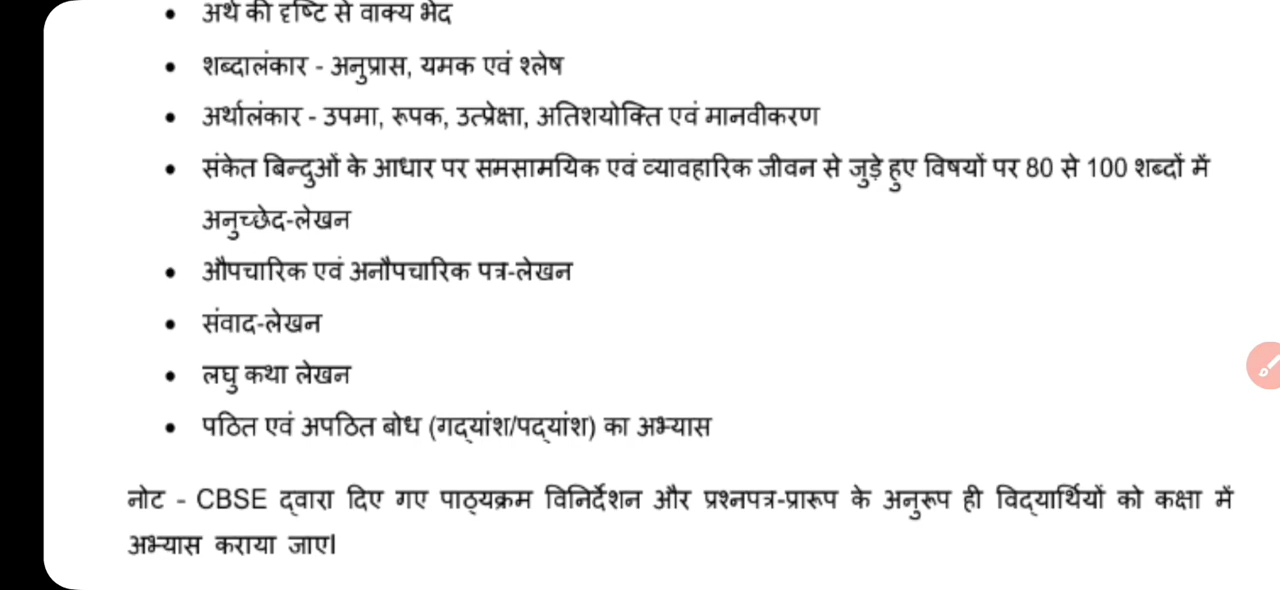 अर्थ की दृष्टि से वाक्य भेद
शब्दालंकार - अनुप्रास, यमक एवं श्लेष
अर्थालंकार - उपमा, रूपक, उत्प्रेक्षा, अतिशयोक्ति एवं मानवीकरण
संकेत बिन्दुओं के आधार पर समसामयिक एवं व्यावहारिक जीवन से जुड़े हुए विषयों पर 80 से 100 शब्दों में
अनुच्छेद-लेखन
औपचारिक एवं अनौपचारिक पत्र-लेखन
संवाद-लेखन
लघु कथा लेखन
पठित एवं अपठित बोध (गद्यांश/पद्यांश) का अभ्यास
नोट - CBSE द्वारा दिए गए पाठ्यक्रम विनिर्देशन और प्रश्नपत्र-प्रारूप के अनुरूप ही विद्यार्थियों को कक्षा में
अभ्यास कराया जाए।